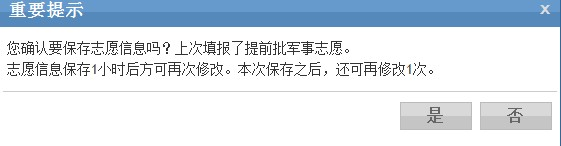 重要提示
x
您确认要保存志愿信息吗？上次填报了提前批军事志愿。
志愿信息保存1小时后方可再次修改。本次保存之后，还可再修改1次。
是 否